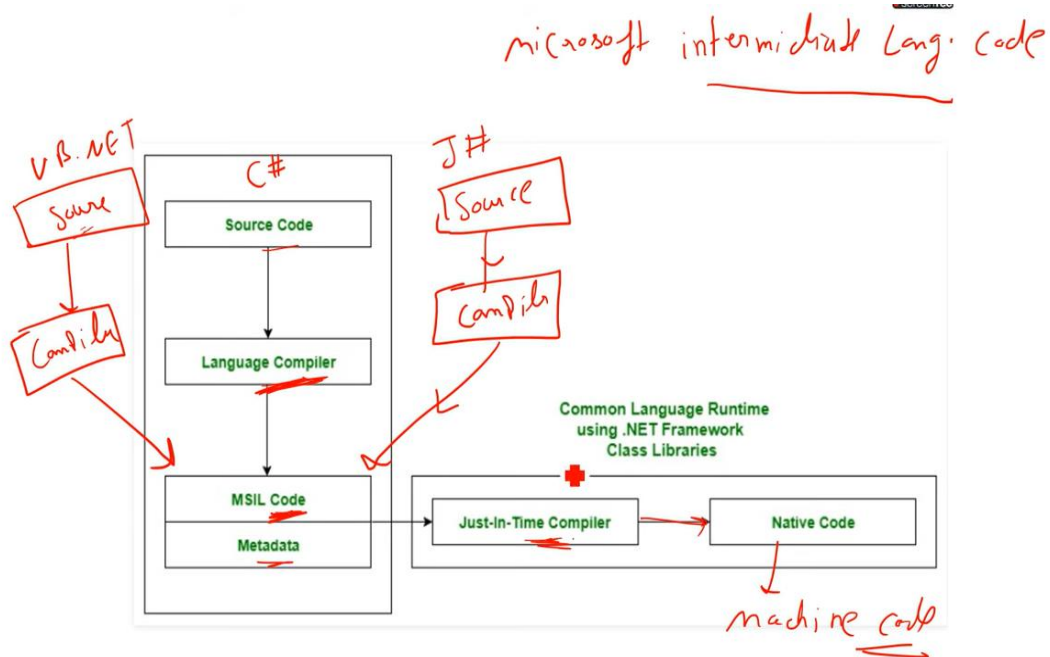 microsoft intermidiate Lang. Code
VB.NET
C#
J#
Source
Source Code
Source
Compiler
Language Compiler
Compiler
Common Language Runtime
using .NET Framework
Class Libraries
MSIL Code
Metadata
Just-In-Time Compiler
Native Code
machine code